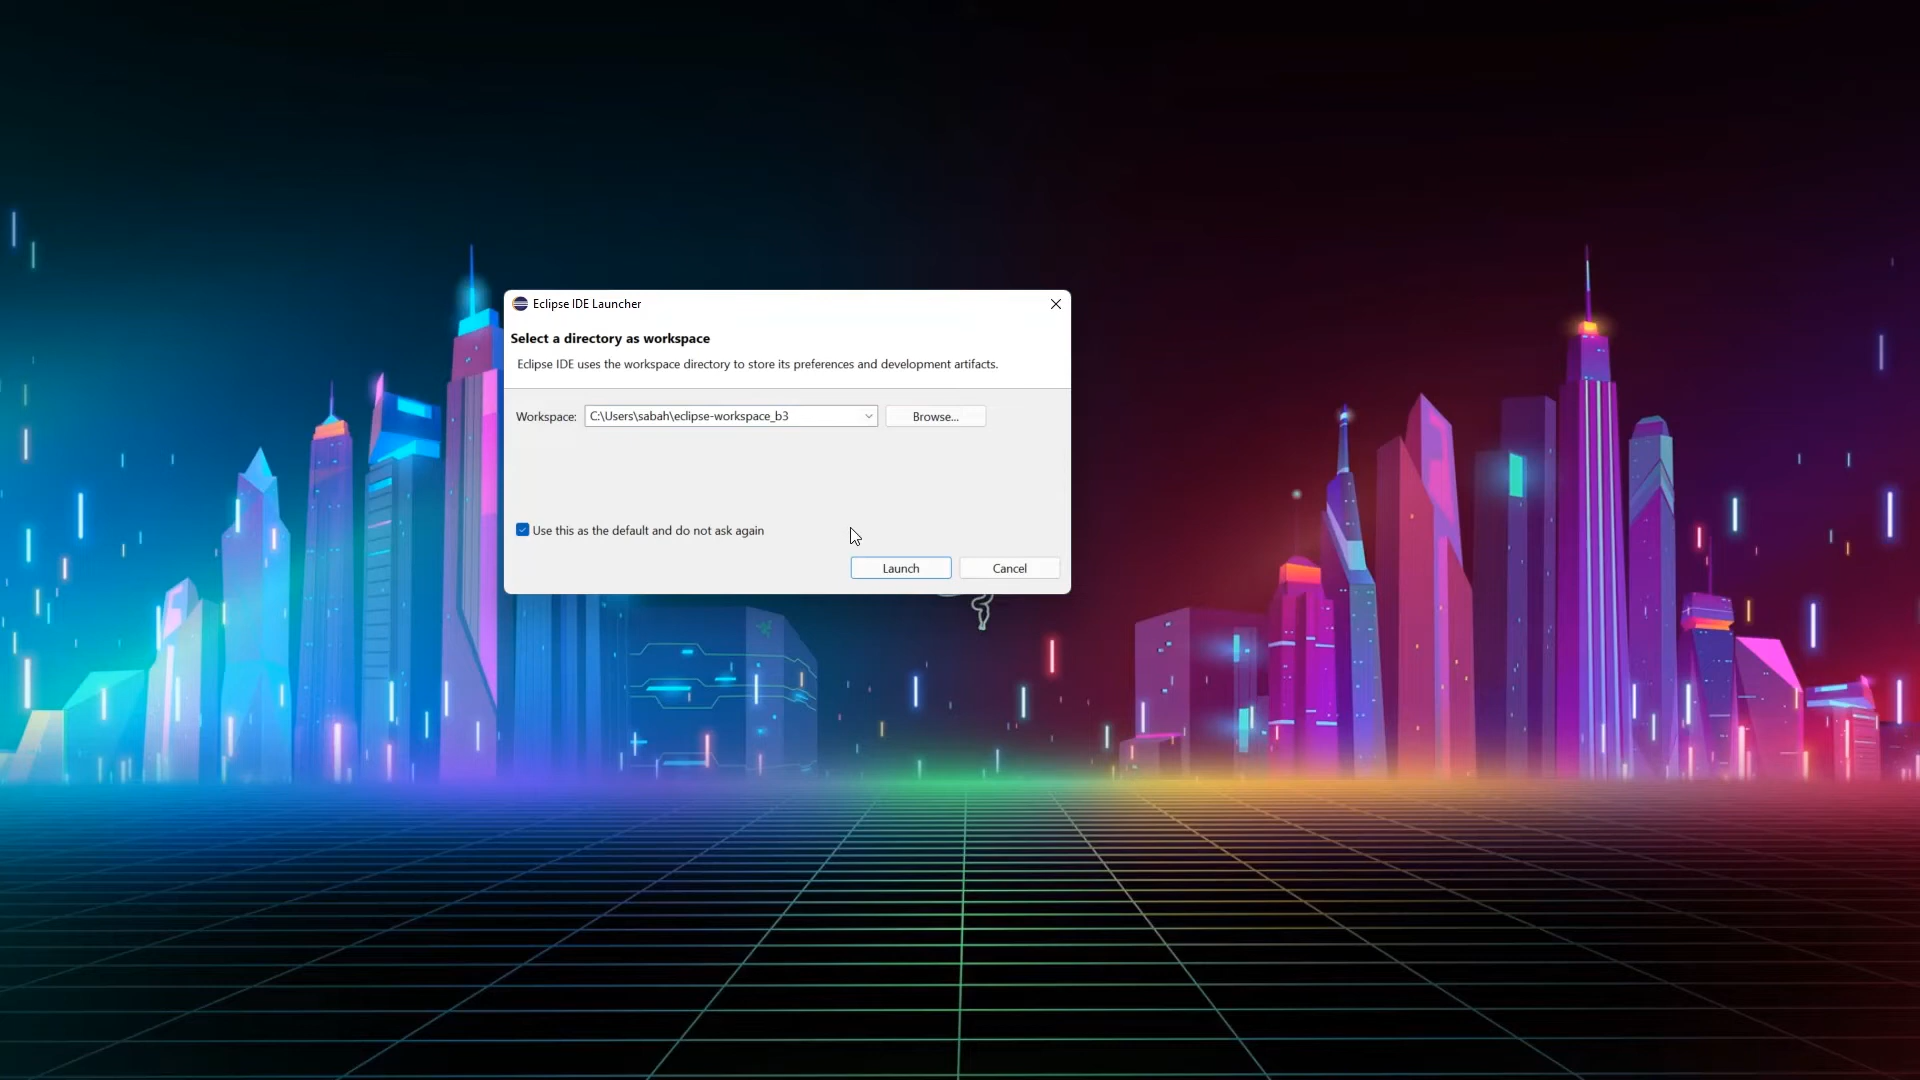 Eclipse IDE Launcher
Select a directory as workspace
Eclipse IDE uses the workspace directory to store its preferences and development artifacts.
Workspace: C:\Users\sabah\eclipse-workspace_b3 Browse...
Use this as the default and do not ask again
Launch Cancel